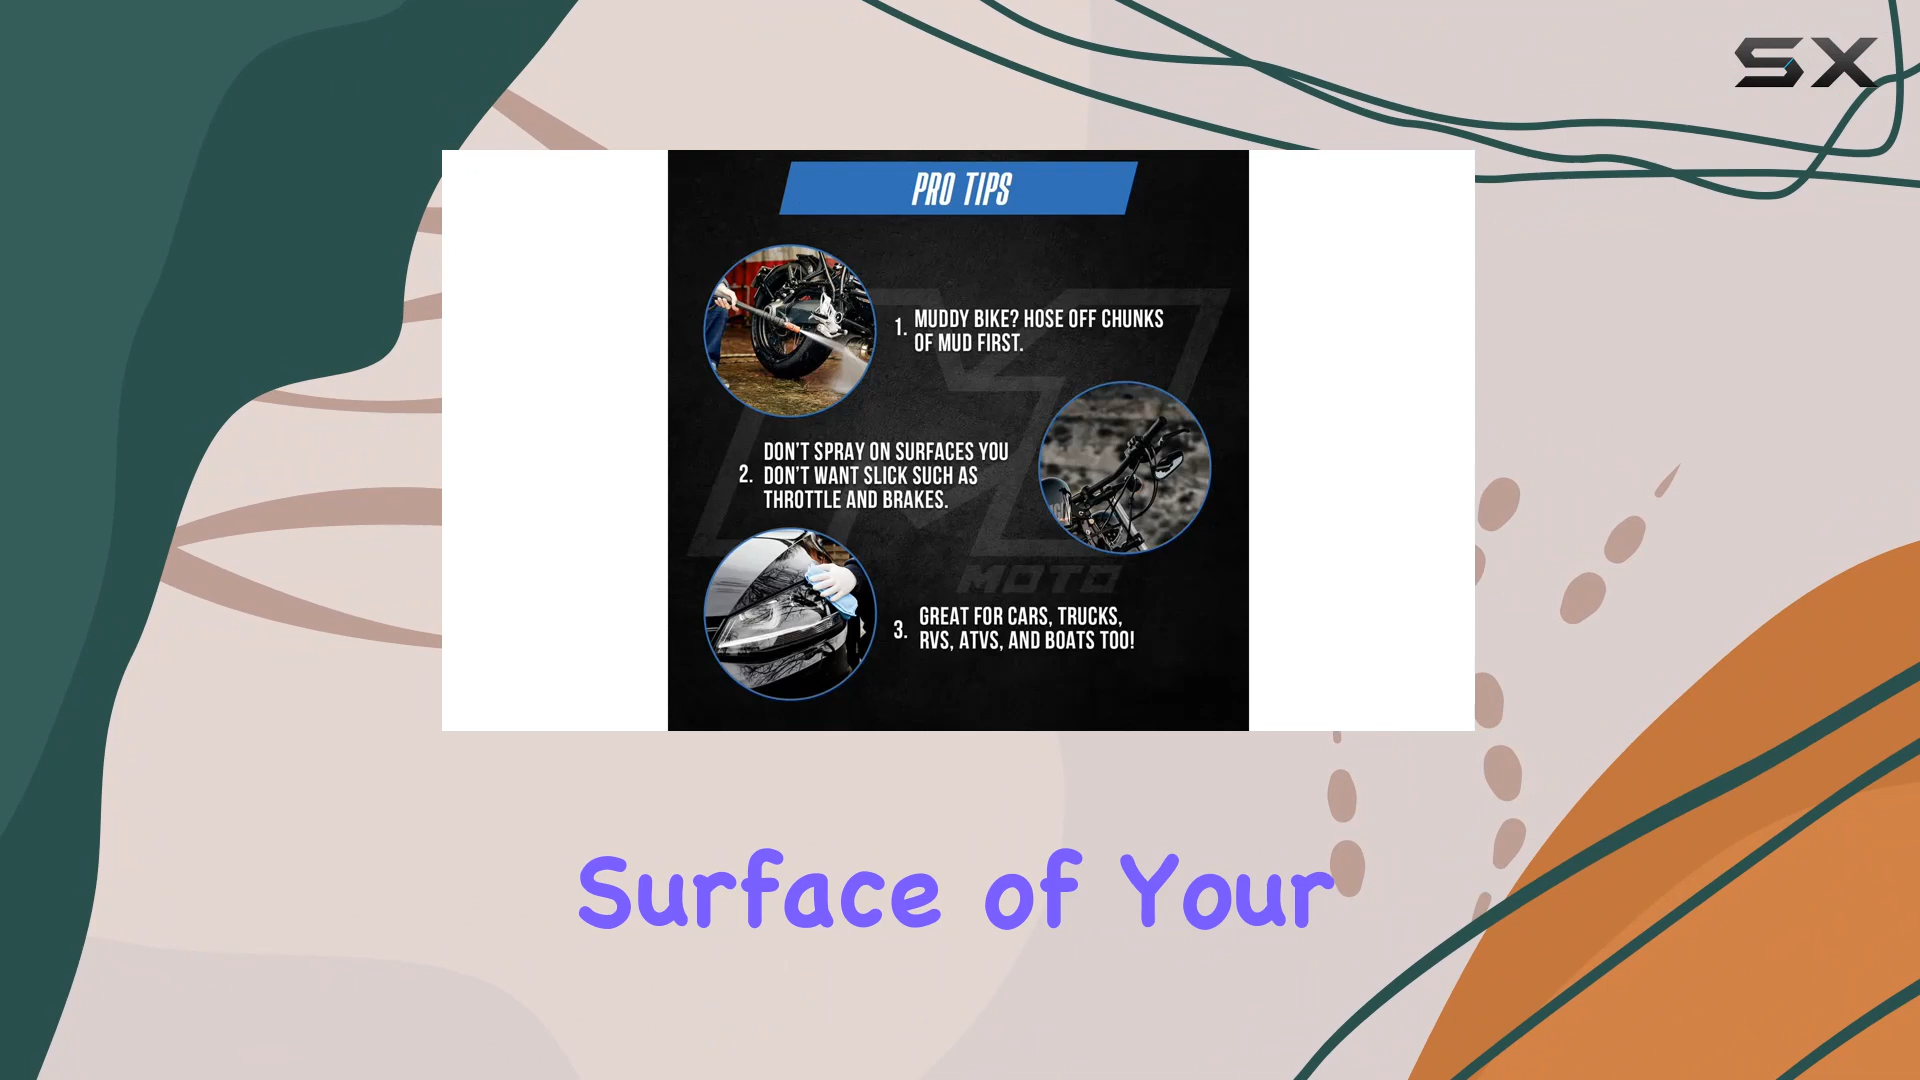 SX
PRO TIPS
1. MUDDY BIKE? HOSE OFF CHUNKS
OF MUD FIRST.
2. DON'T SPRAY ON SURFACES YOU
DON'T WANT SLICK SUCH AS
THROTTLE AND BRAKES.
MOTO
3. GREAT FOR CARS, TRUCKS,
RVS, ATVS, AND BOATS TOO!
Surface of Your